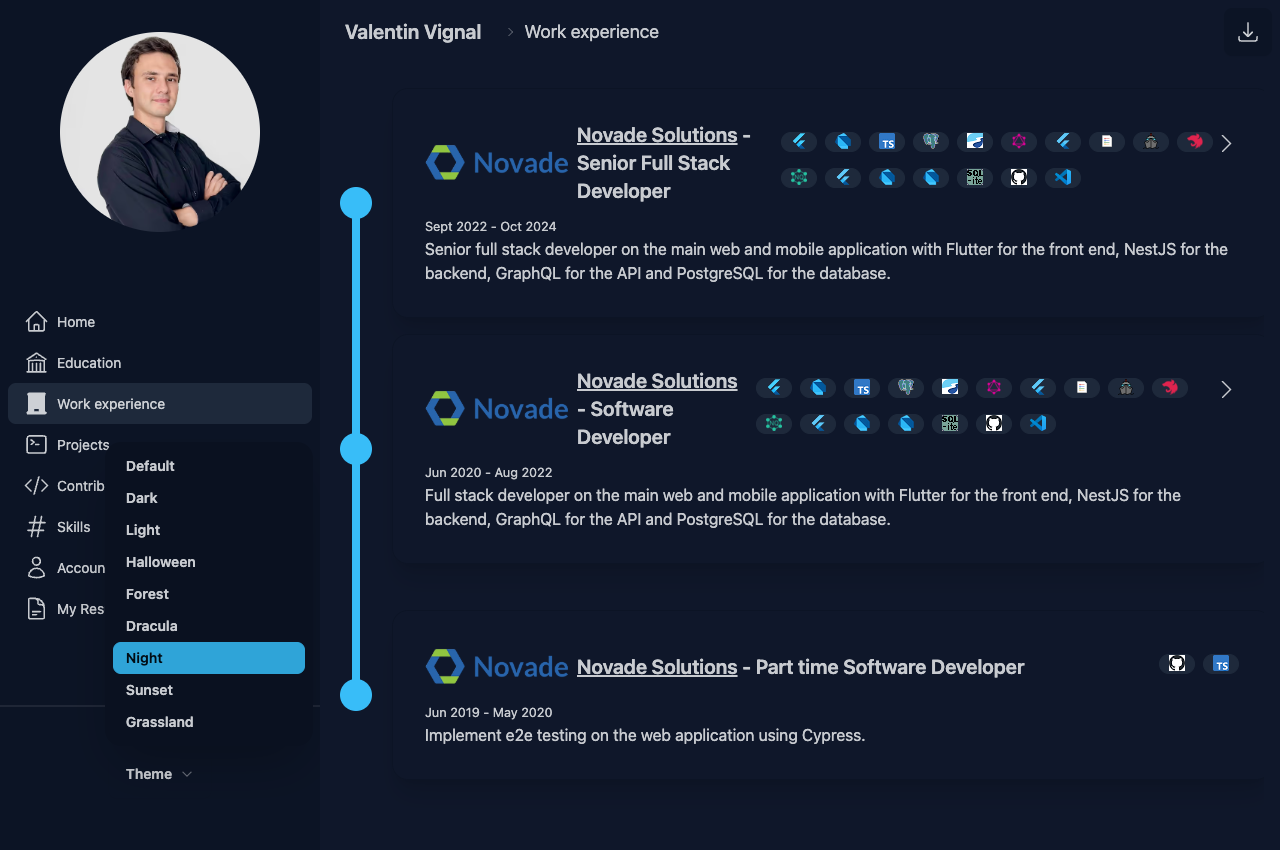 Valentin Vignal
Work experience
Home
Education
Work experience
Projects
Contrib
Skills
Accoun
My Res
Default
Dark
Light
Halloween
Forest
Dracula
Night
Sunset
Grassland
Theme
Novade
Novade Solutions -
Senior Full Stack
Developer
TS
SQL
Sept 2022 - Oct 2024
Senior full stack developer on the main web and mobile application with Flutter for the front end, NestJS for the
backend, GraphQL for the API and PostgreSQL for the database.
Novade
Novade Solutions
- Software
Developer
TS
SQL
Jun 2020 - Aug 2022
Full stack developer on the main web and mobile application with Flutter for the front end, NestJS for the
backend, GraphQL for the API and PostgreSQL for the database.
Novade
Novade Solutions - Part time Software Developer
TS
Jun 2019 - May 2020
Implement e2e testing on the web application using Cypress.